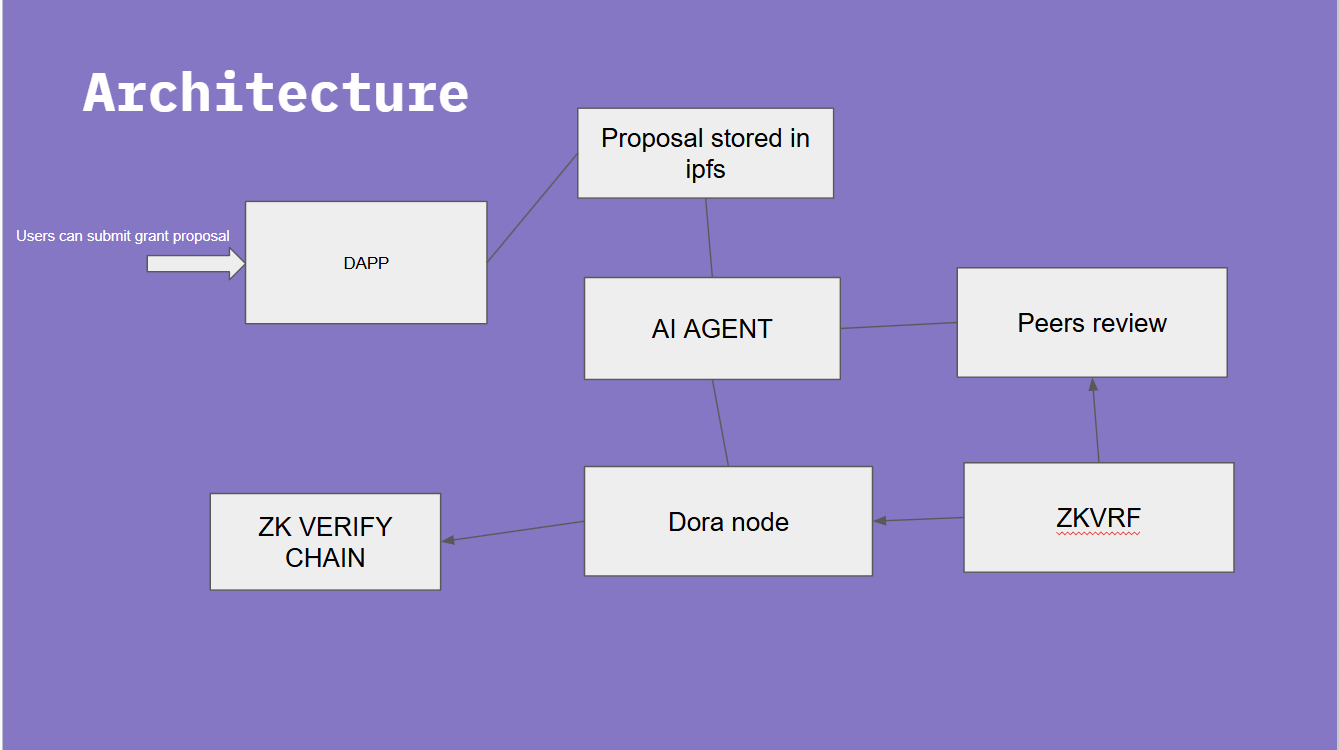 Architecture
Proposal stored in
ipfs
Users can submit grant proposal
DAPP
AI AGENT
Peers review
ZK VERIFY
CHAIN
Dora node
ZKVRF